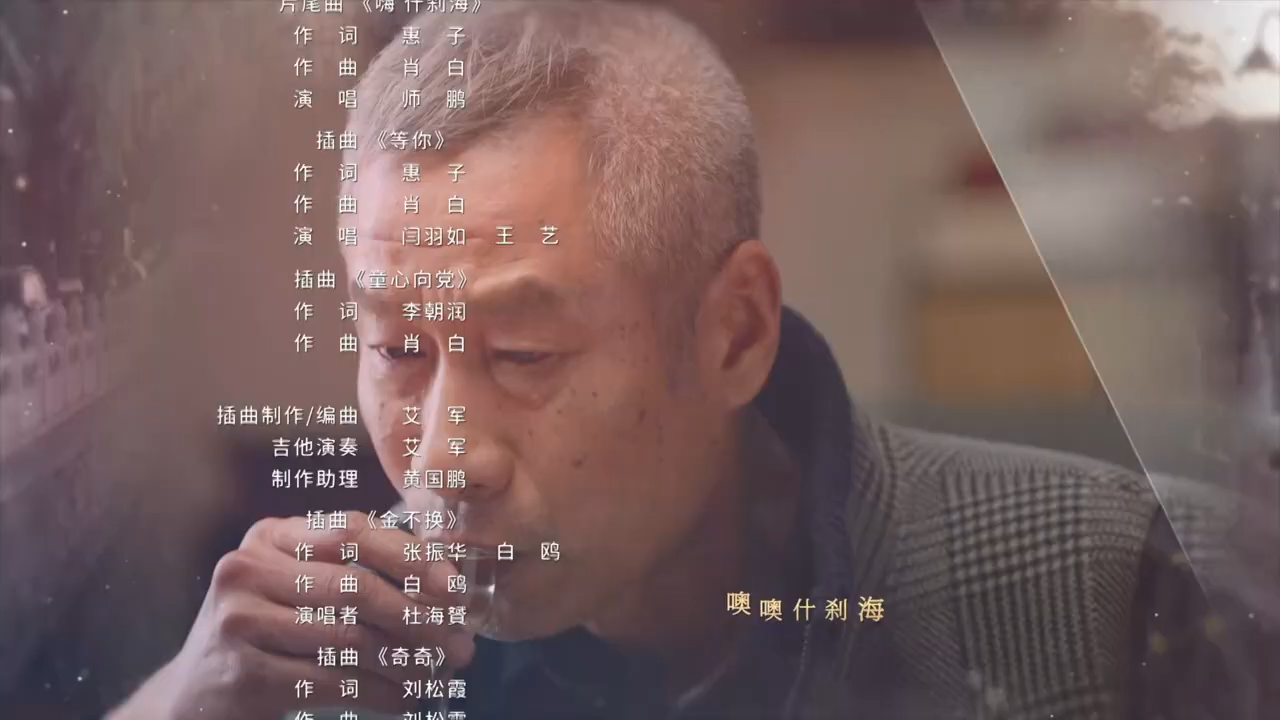 片尾曲 《嗨 什刹海》
作 词 惠 子
作 曲 肖 白
演 唱 师 鹏
插曲 《等你》
作 词 惠 子
作 曲 肖 白
演 唱 闫羽如 王 艺
插曲 《童心向党》
作 词 李朝润
作 曲 肖 白
插曲制作/编曲 艾 军
吉他演奏 艾 军
制作助理 黄国鹏
插曲 《金不换》
作 词 张振华 白 鸥
作 曲 白 鸥
演唱者 杜海贇
噢噢什刹海
插曲 《奇奇》
作 词 刘松霞
作 曲 刘松霞